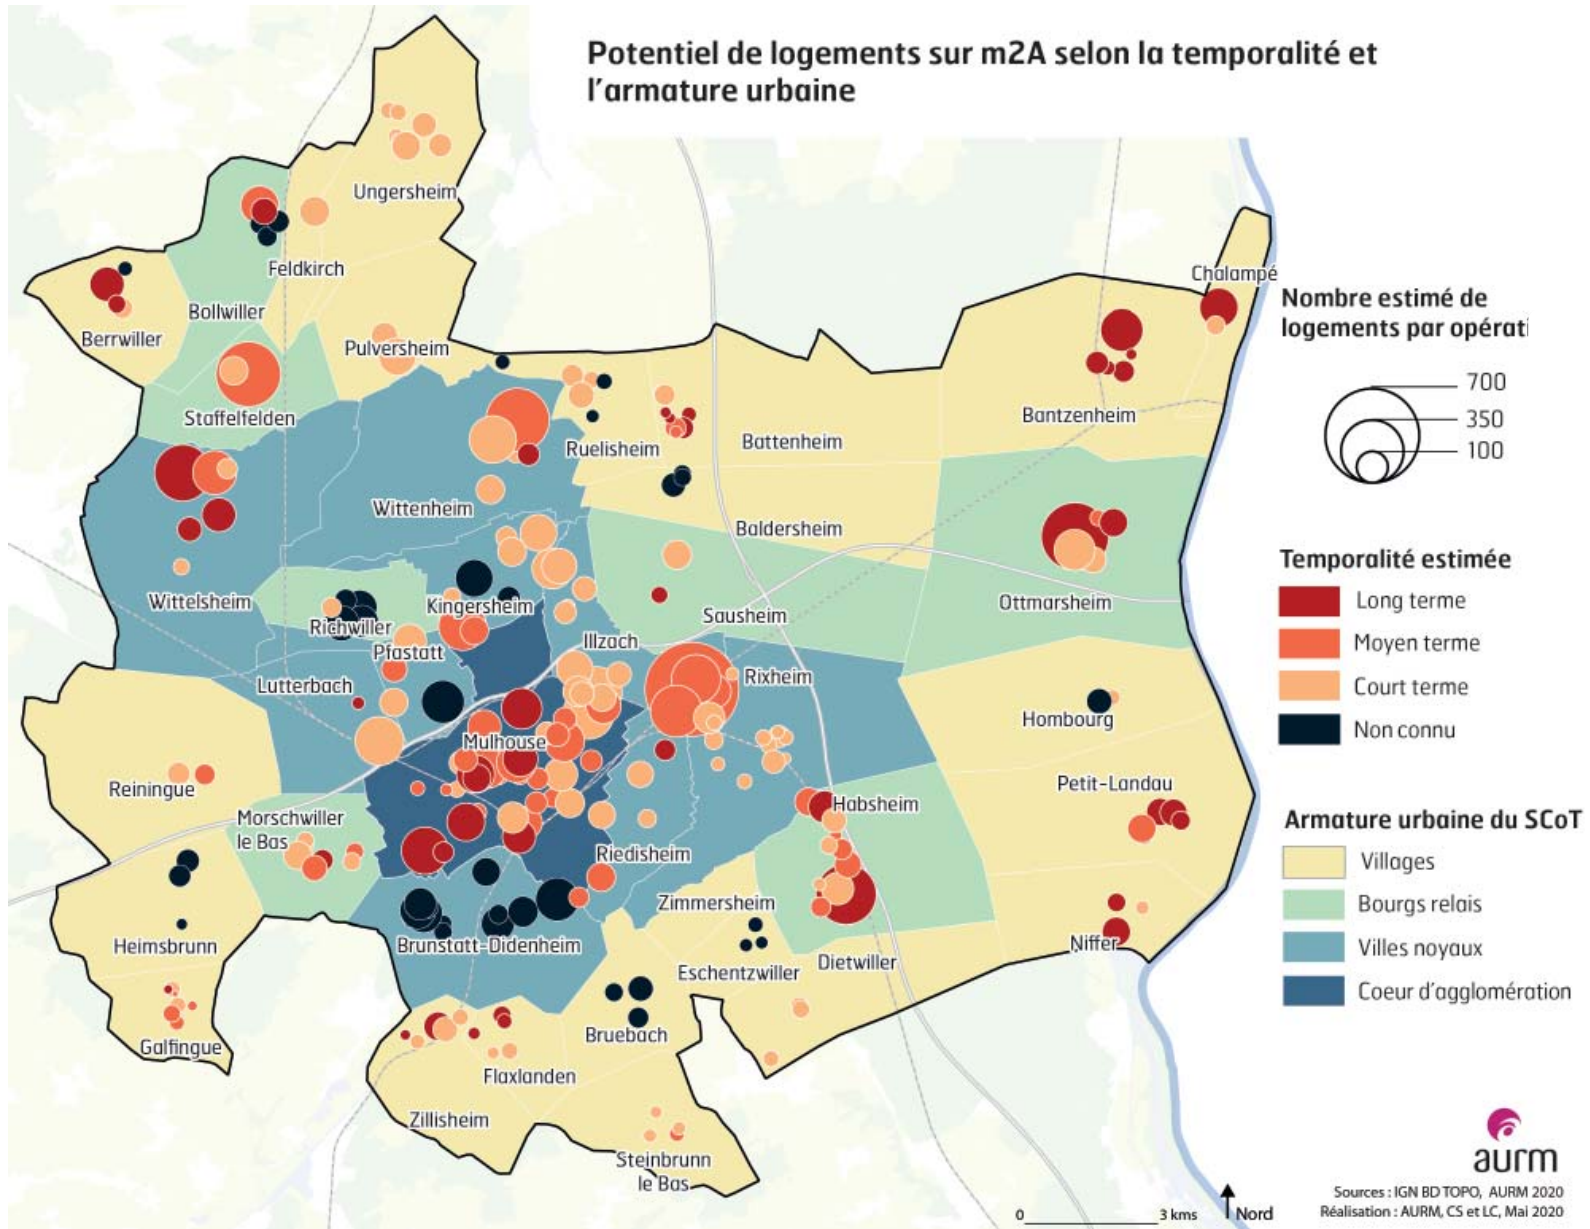 Potentiel de logements sur m2A selon la temporalité et
l'armature urbaine
Ungersheim
Feldkirch
Bollwiller
Berrwiller
Pulversheim
Staffelfelden
Ruelisheim
Battenheim
Wittenheim
Baldersheim
Wittelsheim
Richwiller
Kingersheim
Pfastatt
Illzach
Sausheim
Lutterbach
Rixheim
Mulhouse
Reiningue
Morschwiller
le Bas
Riedisheim
Habsheim
Heimsbrunn
Brunstatt-Didenheim
Zimmersheim
Eschentzwiller
Dietwiller
Galfingue
Bruebach
Flaxlanden
Zillisheim
Steinbrunn
le Bas
Chalampé
Bantzenheim
Ottmarsheim
Hombourg
Petit-Landau
Niffer
Nombre estimé de
logements par opérati
700
350
100
Temporalité estimée
Long terme
Moyen terme
Court terme
Non connu
Armature urbaine du SCoT
Villages
Bourgs relais
Villes noyaux
Coeur d'agglomération
aurm
0 3 kms
Nord
Sources : IGN BD TOPO, AURM 2020
Réalisation : AURM, CS et LC, Mai 2020